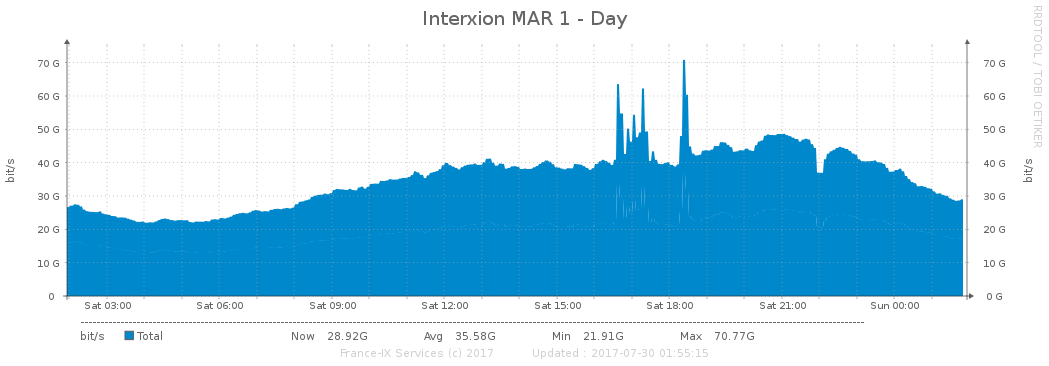 Interxion MAR 1 - Day
RRDTOOL / TOBI OETIKER
bit/s
70 G 70 G
60 G 60 G
50 G 50 G
40 G 40 G
30 G 30 G
20 G 20 G
10 G 10 G
0 0 G
bit/s
Sat 03:00 Sat 06:00 Sat 09:00 Sat 12:00 Sat 15:00 Sat 18:00 Sat 21:00 Sun 00:00
bit/s Total Now 28.92G Avg 35.58G Min 21.91G Max 70.77G
France-IX Services (c) 2017 Updated : 2017-07-30 01:55:15